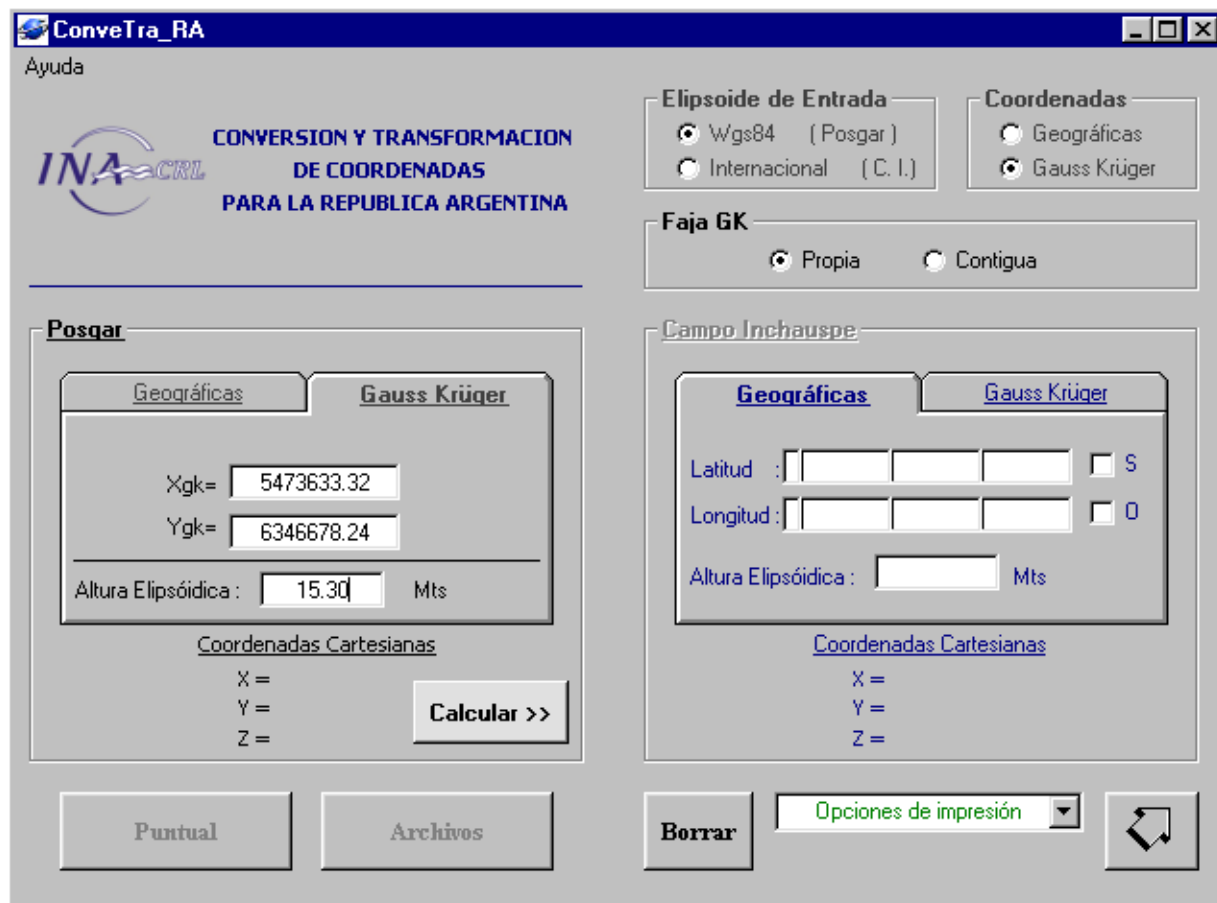 ConveTra_RA
Ayuda
INA CRL
CONVERSION Y TRANSFORMACION
DE COORDENADAS
PARA LA REPUBLICA ARGENTINA
Elipsoide de Entrada
Wgs84 ( Posgar )
Internacional ( C. I.)
Coordenadas
Geográficas
Gauss Krüger
Faja GK
Propia Contigua
Posgar
Geográficas Gauss Krüger
Xgk= 5473633.32
Ygk= 6346678.24
Altura Elipsóidica : 15.30 Mts
Coordenadas Cartesianas
X =
Y =
Z =
Calcular >>
Campo Inchauspe
Geográficas Gauss Krüger
Latitud : S
Longitud : O
Altura Elipsóidica : Mts
Coordenadas Cartesianas
X =
Y =
Z =
Puntual Archivos Borrar Opciones de impresión